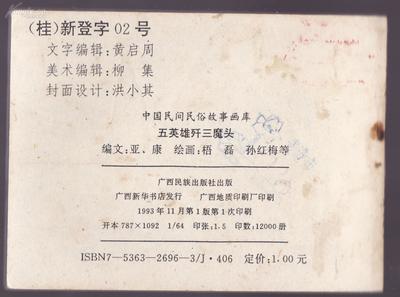 (桂)新登字02号
文字编辑:黄启周
美术编辑:柳 集
封面设计:洪小其
中国民间民俗故事画库
五英雄歼三魔头
编文:亚、康 绘画:梧 磊 孙红梅等
广西民族出版社出版
广西新华书店发行 广西地质印刷厂印刷
1993年11月第1版第1次印刷
开本787×1092 1/64 印张:1.5 印数:12000册
ISBN7-5363-2696-3/J·406 定价:1.00元